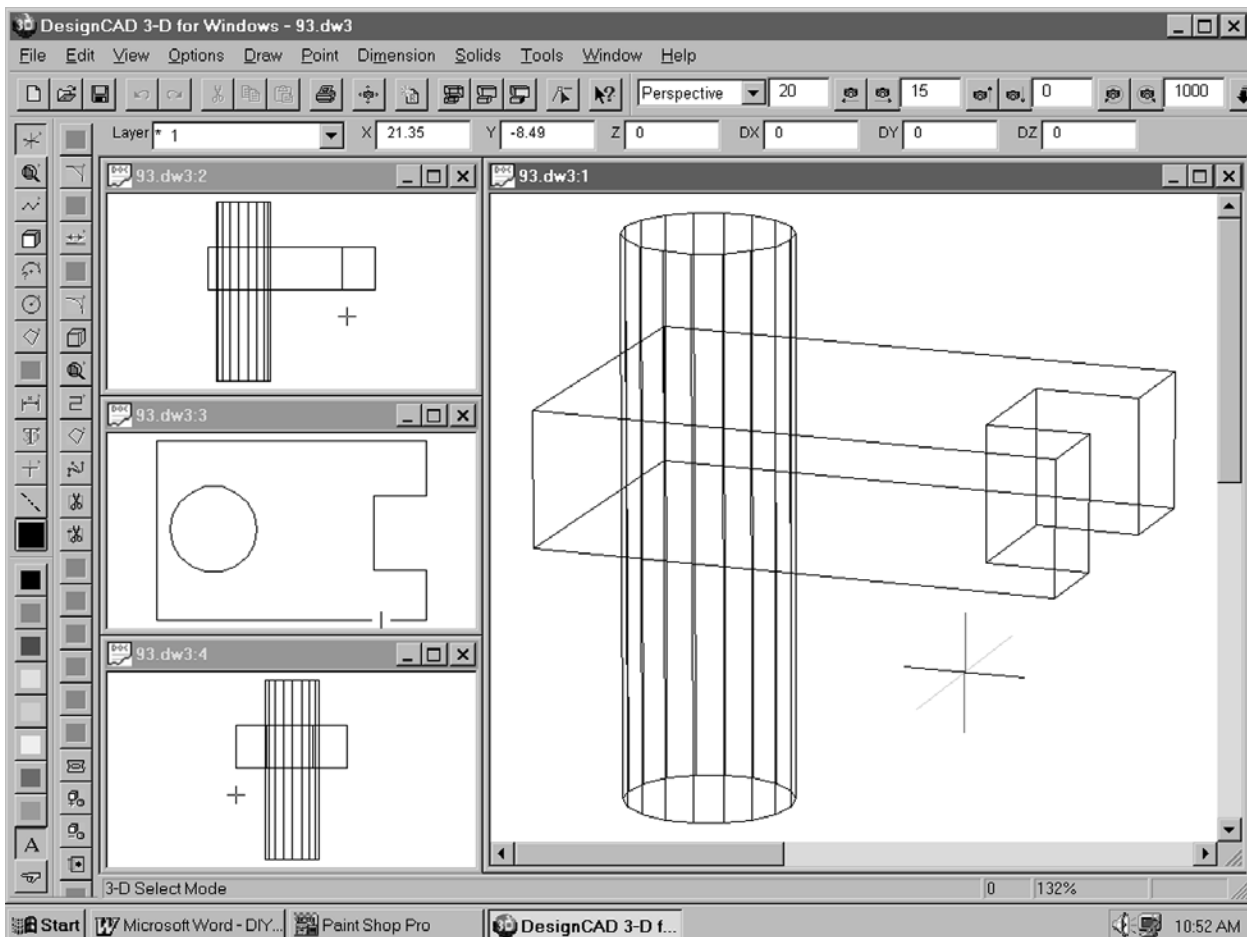 DesignCAD 3-D for Windows - 93.dw3
File Edit View Options Draw Point Dimension Solids Tools Window Help
Perspective 20 15 0 1000
Layer * 1 X 21.35 Y -8.49 Z 0 DX 0 DY 0 DZ 0
93.dw3:2
93.dw3:1
93.dw3:3
93.dw3:4
A
3-D Select Mode 0 132%
Start Microsoft Word - DIY... Paint Shop Pro DesignCAD 3-D f... 10:52 AM